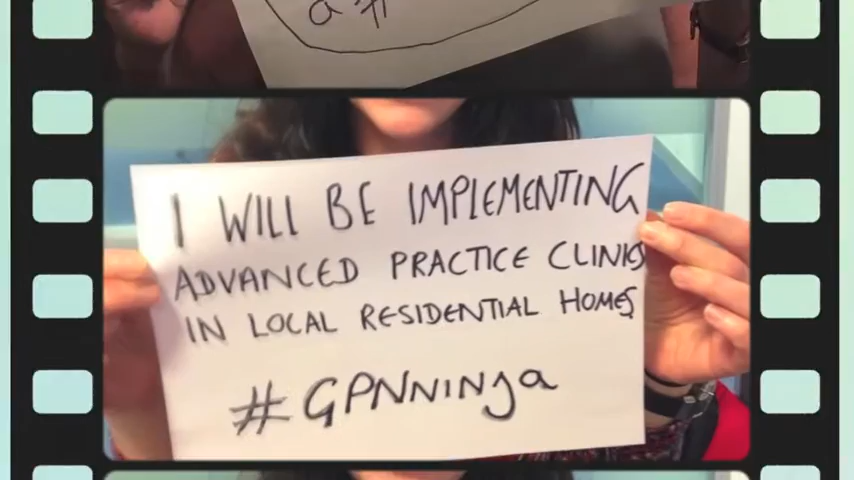 a #
I WILL BE IMPLEMENTING
ADVANCED PRACTICE CLINICS
IN LOCAL RESIDENTIAL HOMES
#GPNNINJa